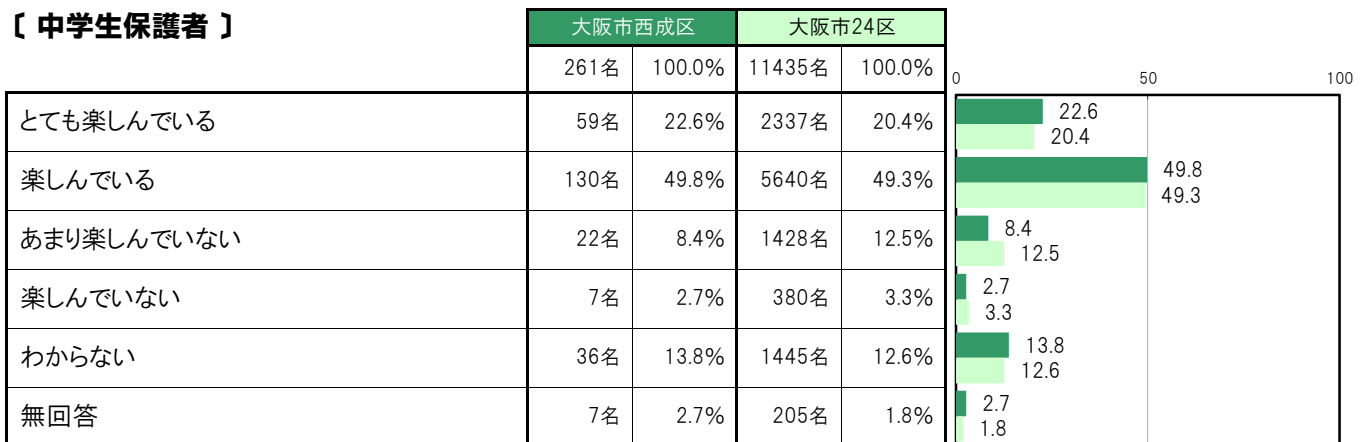 〔 中学生保護者 〕
大阪市西成区 大阪市24区
261名 100.0% 11435名 100.0%
0 50 100
とても楽しんでいる 59名 22.6% 2337名 20.4%
22.6
20.4
楽しんでいる 130名 49.8% 5640名 49.3%
49.8
49.3
あまり楽しんでいない 22名 8.4% 1428名 12.5%
8.4
12.5
楽しんでいない 7名 2.7% 380名 3.3%
2.7
3.3
わからない 36名 13.8% 1445名 12.6%
13.8
12.6
無回答 7名 2.7% 205名 1.8%
2.7
1.8